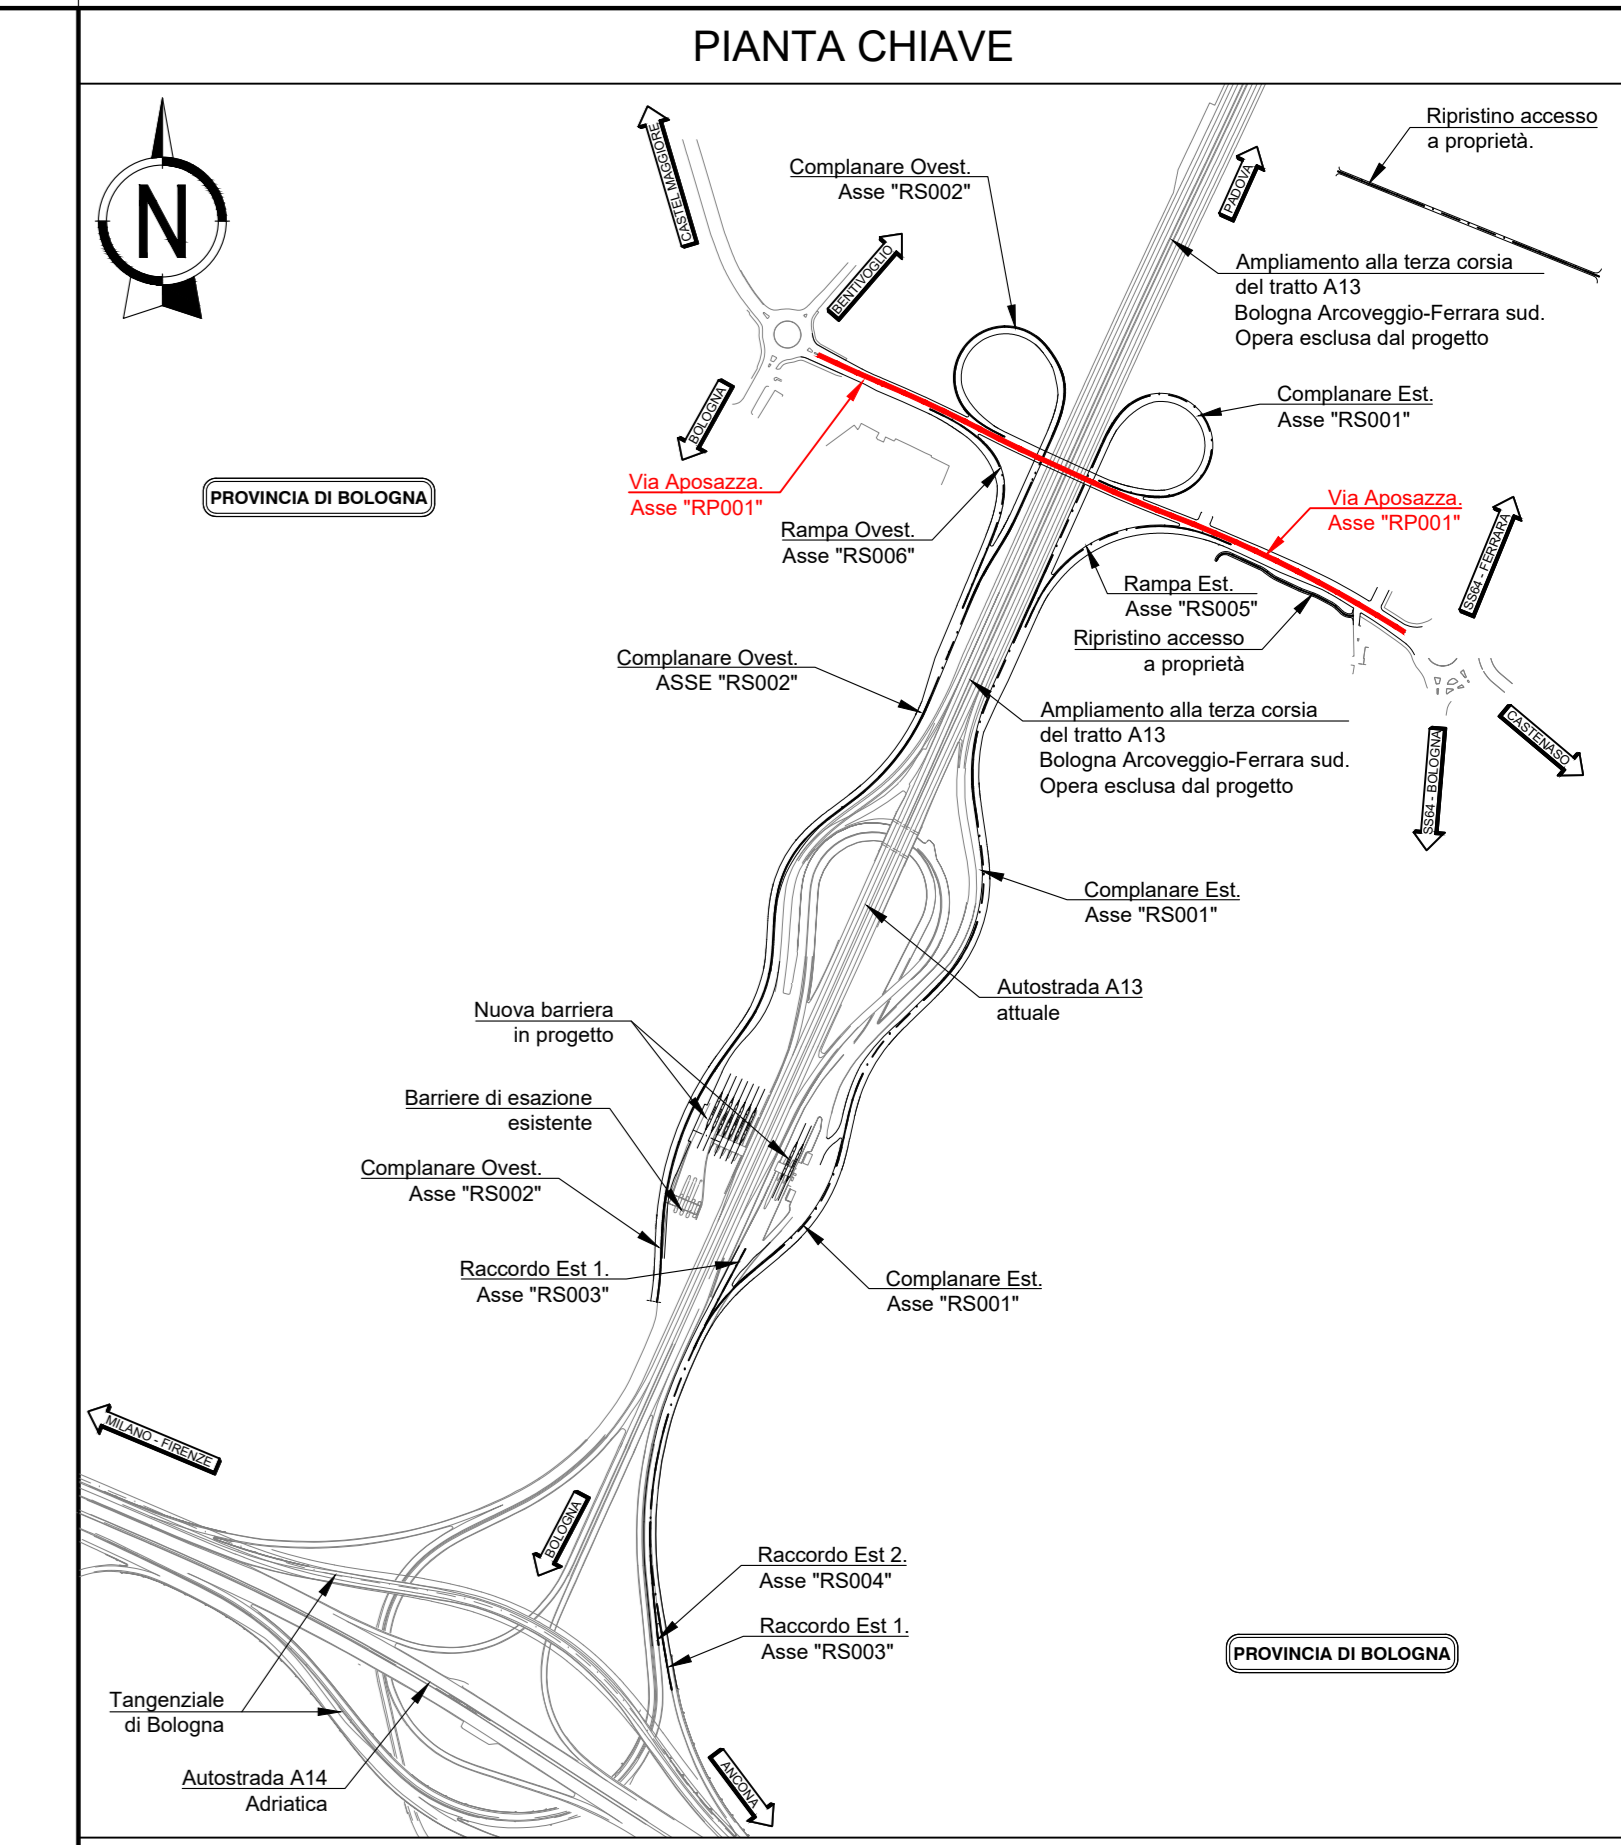 PIANTA CHIAVE
N
CASTEL MAGGIORE
Complanare Ovest.
Asse "RS002"
BENTIVOGLIO
PADOVA
Ripristino accesso
a proprietà.
Ampliamento alla terza corsia
del tratto A13
Bologna Arcoveggio-Ferrara sud.
Opera esclusa dal progetto
BOLOGNA
Complanare Est.
Asse "RS001"
PROVINCIA DI BOLOGNA
Via Aposazza.
Asse "RP001"
Rampa Ovest.
Asse "RS006"
Via Aposazza.
Asse "RP001"
SS64 - FERRARA
Rampa Est.
Asse "RS005"
Ripristino accesso
a proprietà
Complanare Ovest.
ASSE "RS002"
Ampliamento alla terza corsia
del tratto A13
Bologna Arcoveggio-Ferrara sud.
Opera esclusa dal progetto
CASTENASO
SS64 - BOLOGNA
Complanare Est.
Asse "RS001"
Autostrada A13
attuale
Nuova barriera
in progetto
Barriere di esazione
esistente
Complanare Ovest.
Asse "RS002"
Raccordo Est 1.
Asse "RS003"
Complanare Est.
Asse "RS001"
MILANO - FIRENZE
BOLOGNA
Raccordo Est 2.
Asse "RS004"
Raccordo Est 1.
Asse "RS003"
PROVINCIA DI BOLOGNA
Tangenziale
di Bologna
Autostrada A14
Adriatica
ANCONA